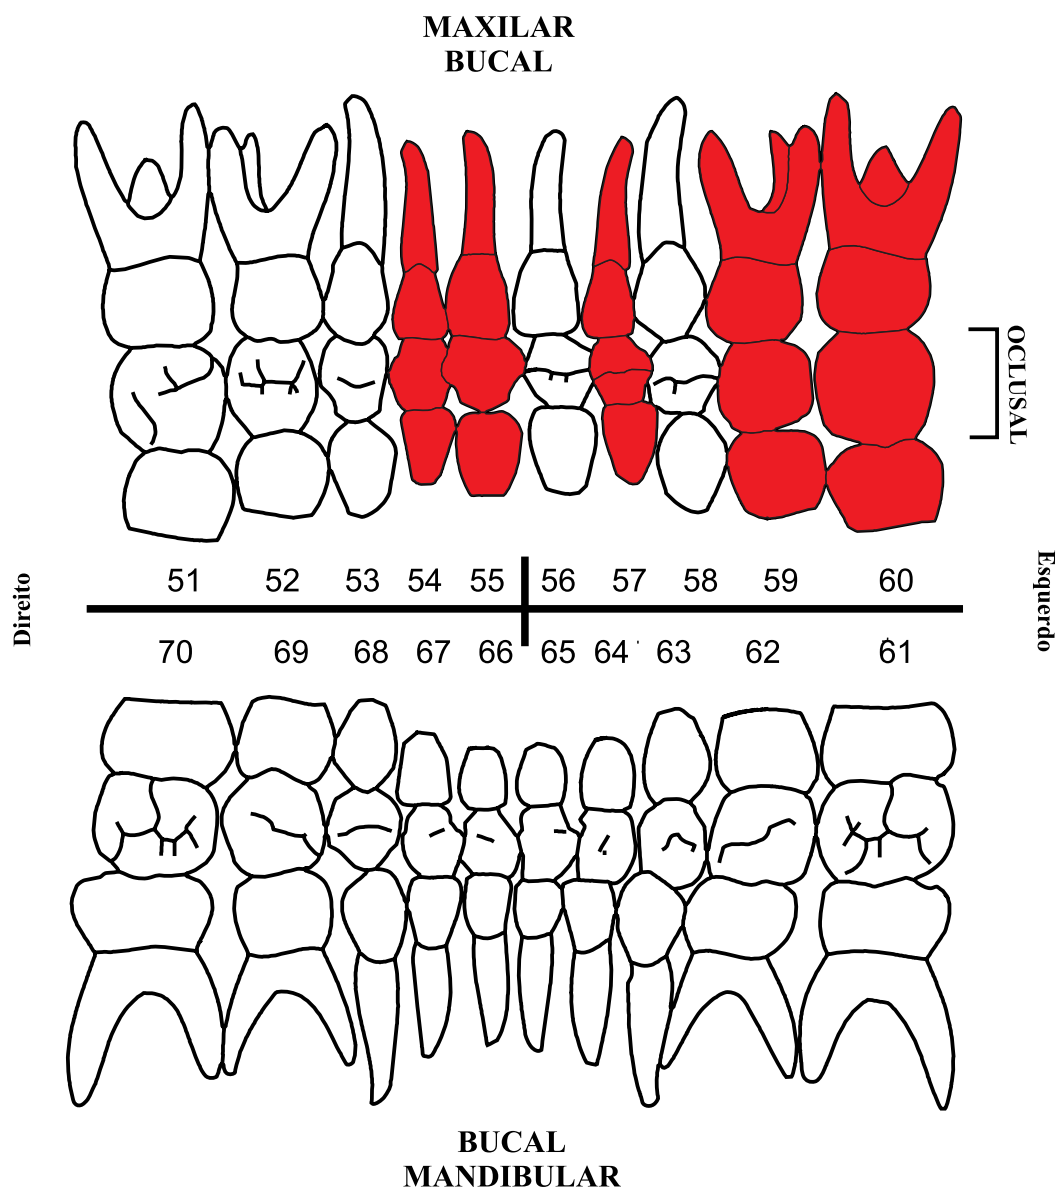 MAXILAR
BUCAL
OCLUSAL
Direito
51 52 53 54 55 56 57 58 59 60
70 69 68 67 66 65 64 63 62 61
Esquerdo
BUCAL
MANDIBULAR